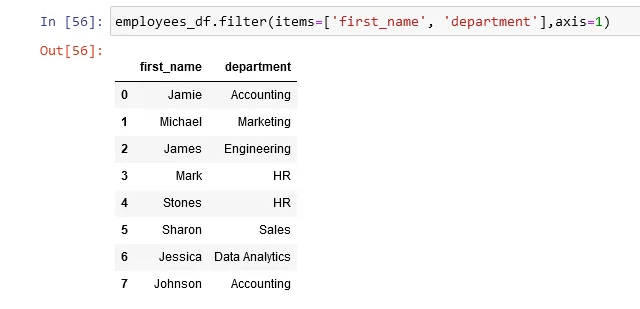 In [56]: employees_df.filter(items=['first_name', 'department'],axis=1)
Out[56]:
first_name department
0 Jamie Accounting
1 Michael Marketing
2 James Engineering
3 Mark HR
4 Stones HR
5 Sharon Sales
6 Jessica Data Analytics
7 Johnson Accounting